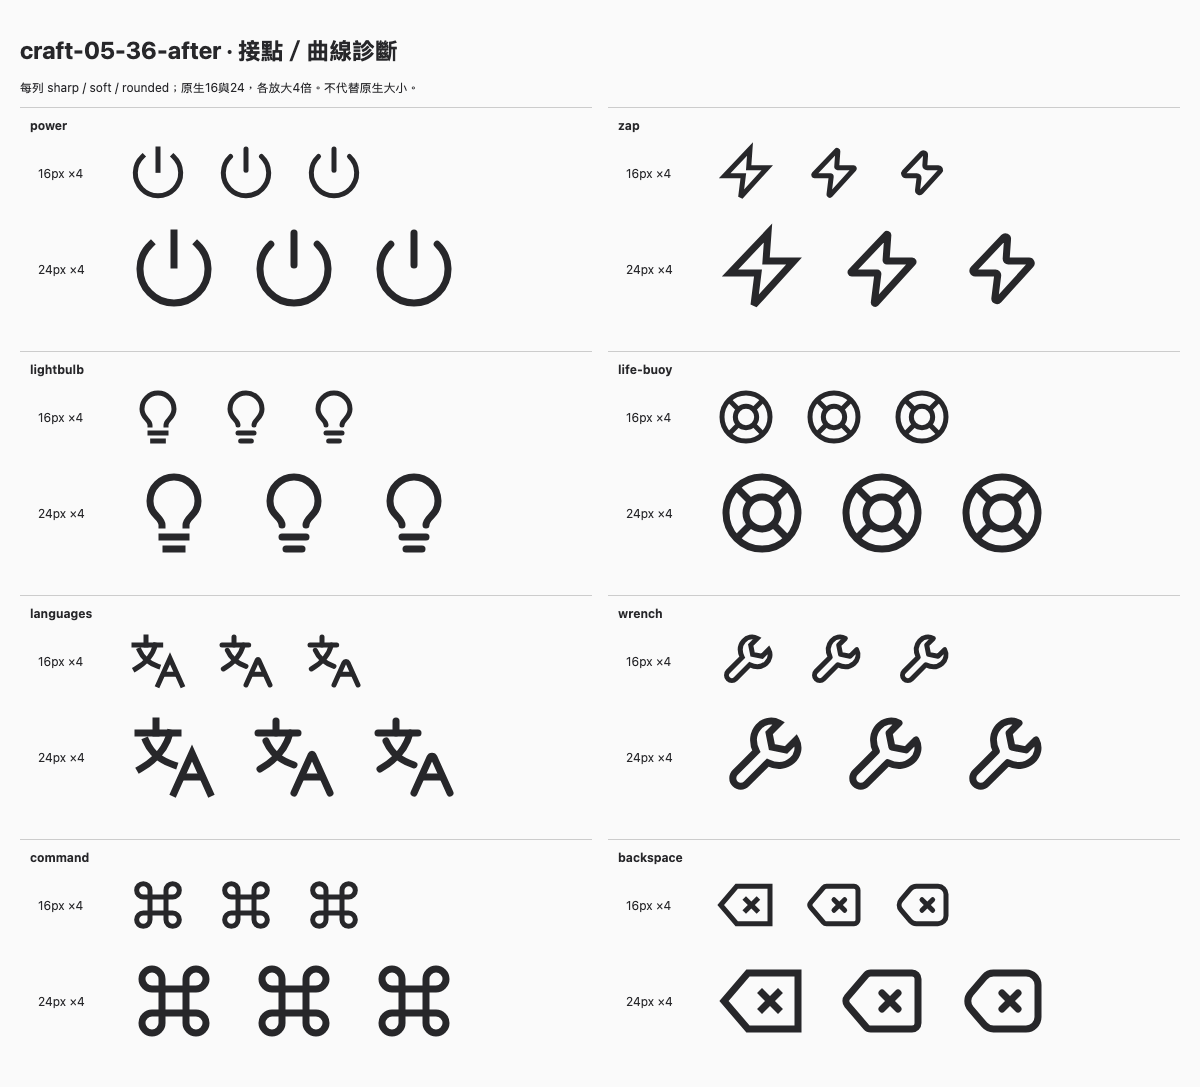 craft-05-36-after · 接點 / 曲線診斷
每列 sharp / soft / rounded；原生16與24，各放大4倍。不代替原生大小。
power
16px ×4
24px ×4
zap
16px ×4
24px ×4
lightbulb
16px ×4
24px ×4
life-buoy
16px ×4
24px ×4
languages
16px ×4
24px ×4
wrench
16px ×4
24px ×4
command
16px ×4
24px ×4
backspace
16px ×4
24px ×4